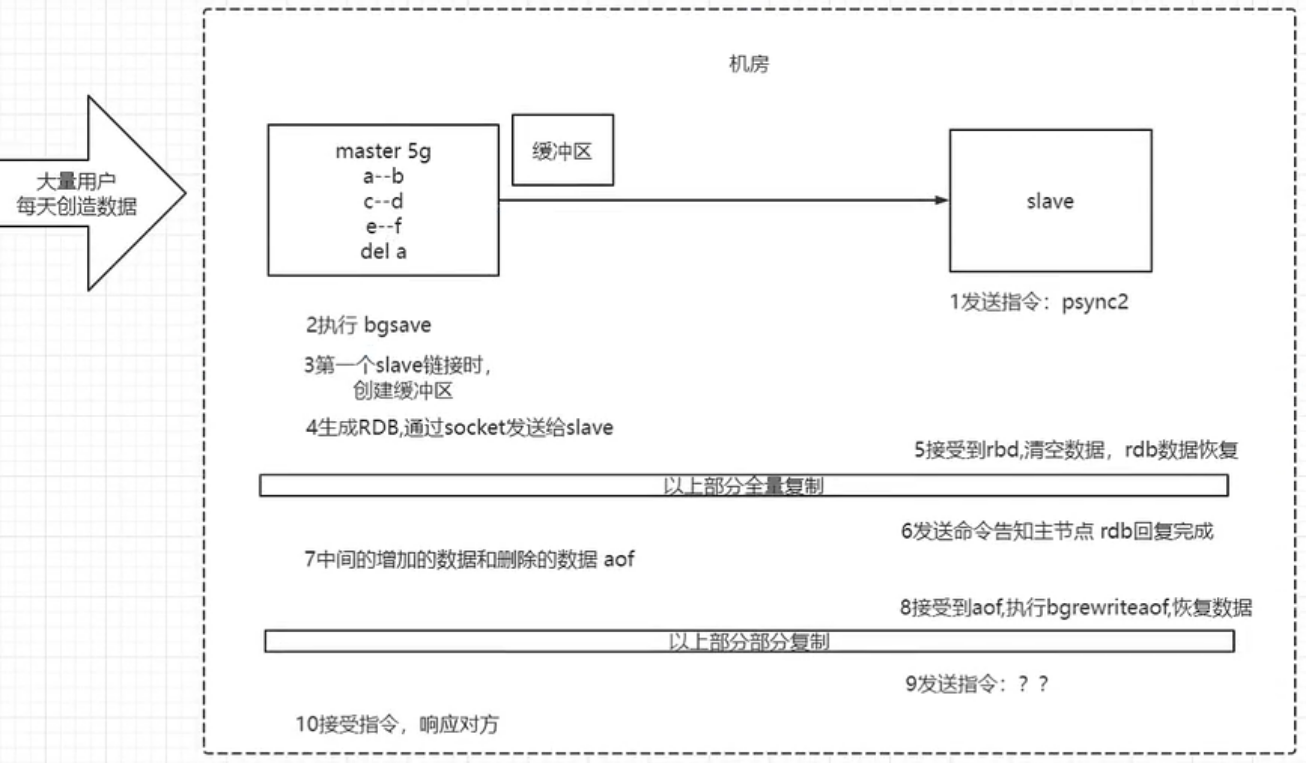 机房
大量用户
每天创造数据
master 5g
a--b
c--d
e--f
del a
缓冲区
slave
1发送指令：psync2
2执行 bgsave
3第一个slave链接时，
创建缓冲区
4生成RDB,通过socket发送给slave
5接受到rbd,清空数据，rdb数据恢复
以上部分全量复制
6发送命令告知主节点 rdb回复完成
7中间的增加的数据和删除的数据 aof
8接受到aof,执行bgrewriteaof,恢复数据
以上部分部分复制
9发送指令：？？
10接受指令，响应对方